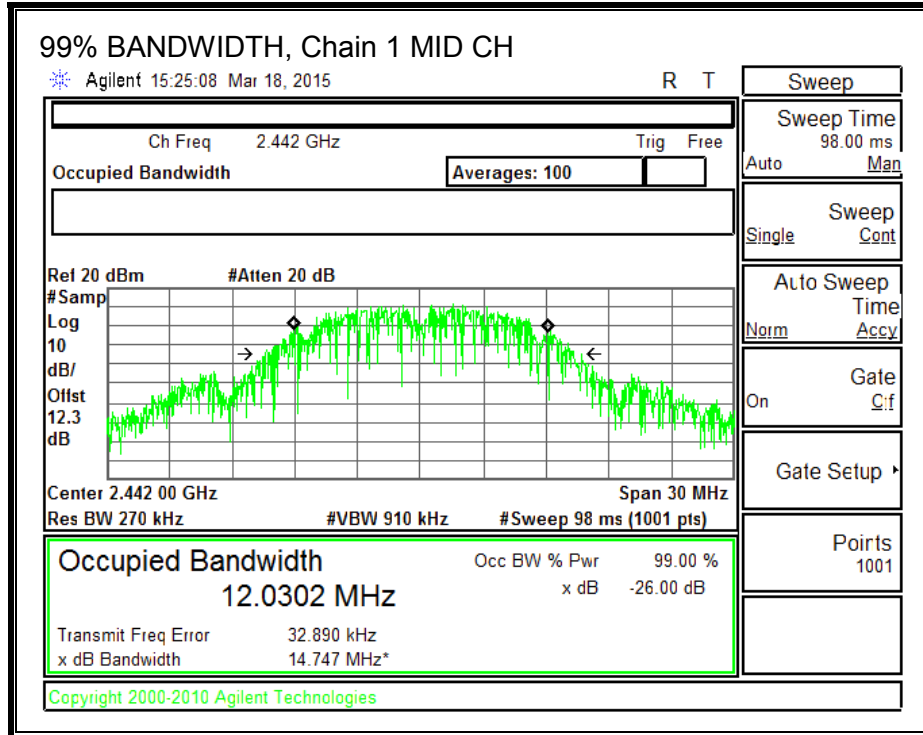 99% BANDWIDTH, Chain 1 MID CH
Agilent 15:25:08 Mar 18, 2015 R T
Ch Freq 2.442 GHz Trig Free
Occupied Bandwidth Averages: 100
Ref 20 dBm #Atten 20 dB
#Samp
Log
10
dB/
Offst
12.3
dB
Center 2.442 00 GHz Span 30 MHz
Res BW 270 kHz #VBW 910 kHz #Sweep 98 ms (1001 pts)
Occupied Bandwidth Occ BW % Pwr 99.00 %
12.0302 MHz x dB -26.00 dB
Transmit Freq Error 32.890 kHz
x dB Bandwidth 14.747 MHz*
Copyright 2000-2010 Agilent Technologies
Sweep
Sweep Time
98.00 ms
Auto Man
Sweep
Single Cont
Auto Sweep
Time
Norm Accy
Gate
On Off
Gate Setup
Points
1001